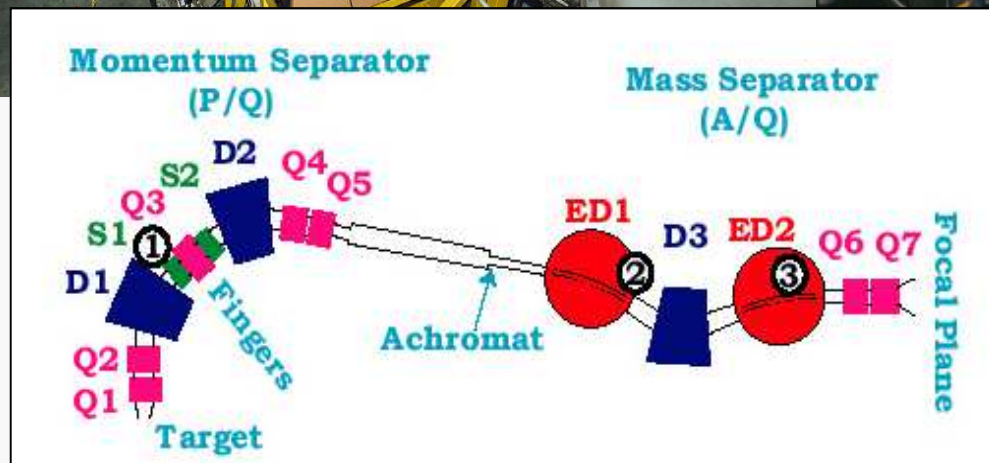 Momentum Separator
(P/Q)
Mass Separator
(A/Q)
D2
S2
Q4
Q5
Q3
S1
1
D1
Fingers
Q2
Q1
Target
Achromat
ED1
2
D3
ED2
3
Q6 Q7
Focal Plane